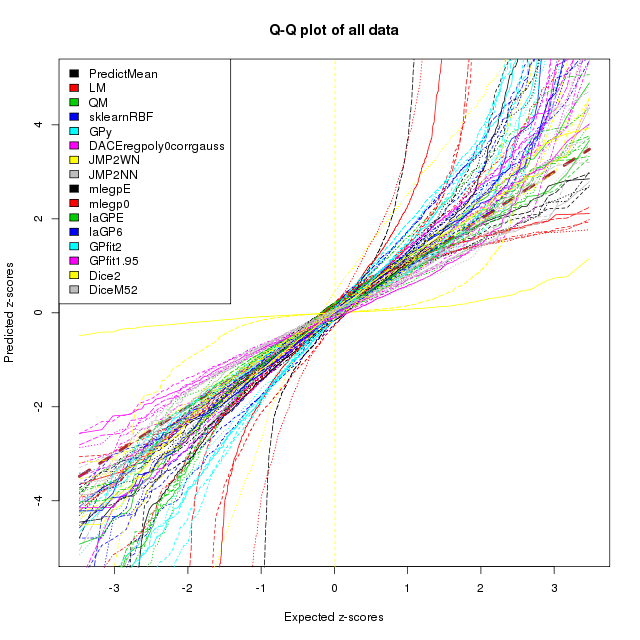 Q-Q plot of all data
PredictMean
LM
QM
sklearnRBF
GPy
DACEregpoly0corrgauss
JMP2WN
JMP2NN
mlegpE
mlegp0
laGPE
laGP6
GPfit2
GPfit1.95
Dice2
DiceM52
4
2
0
-2
-4
Predicted z-scores
-3 -2 -1 0 1 2 3
Expected z-scores